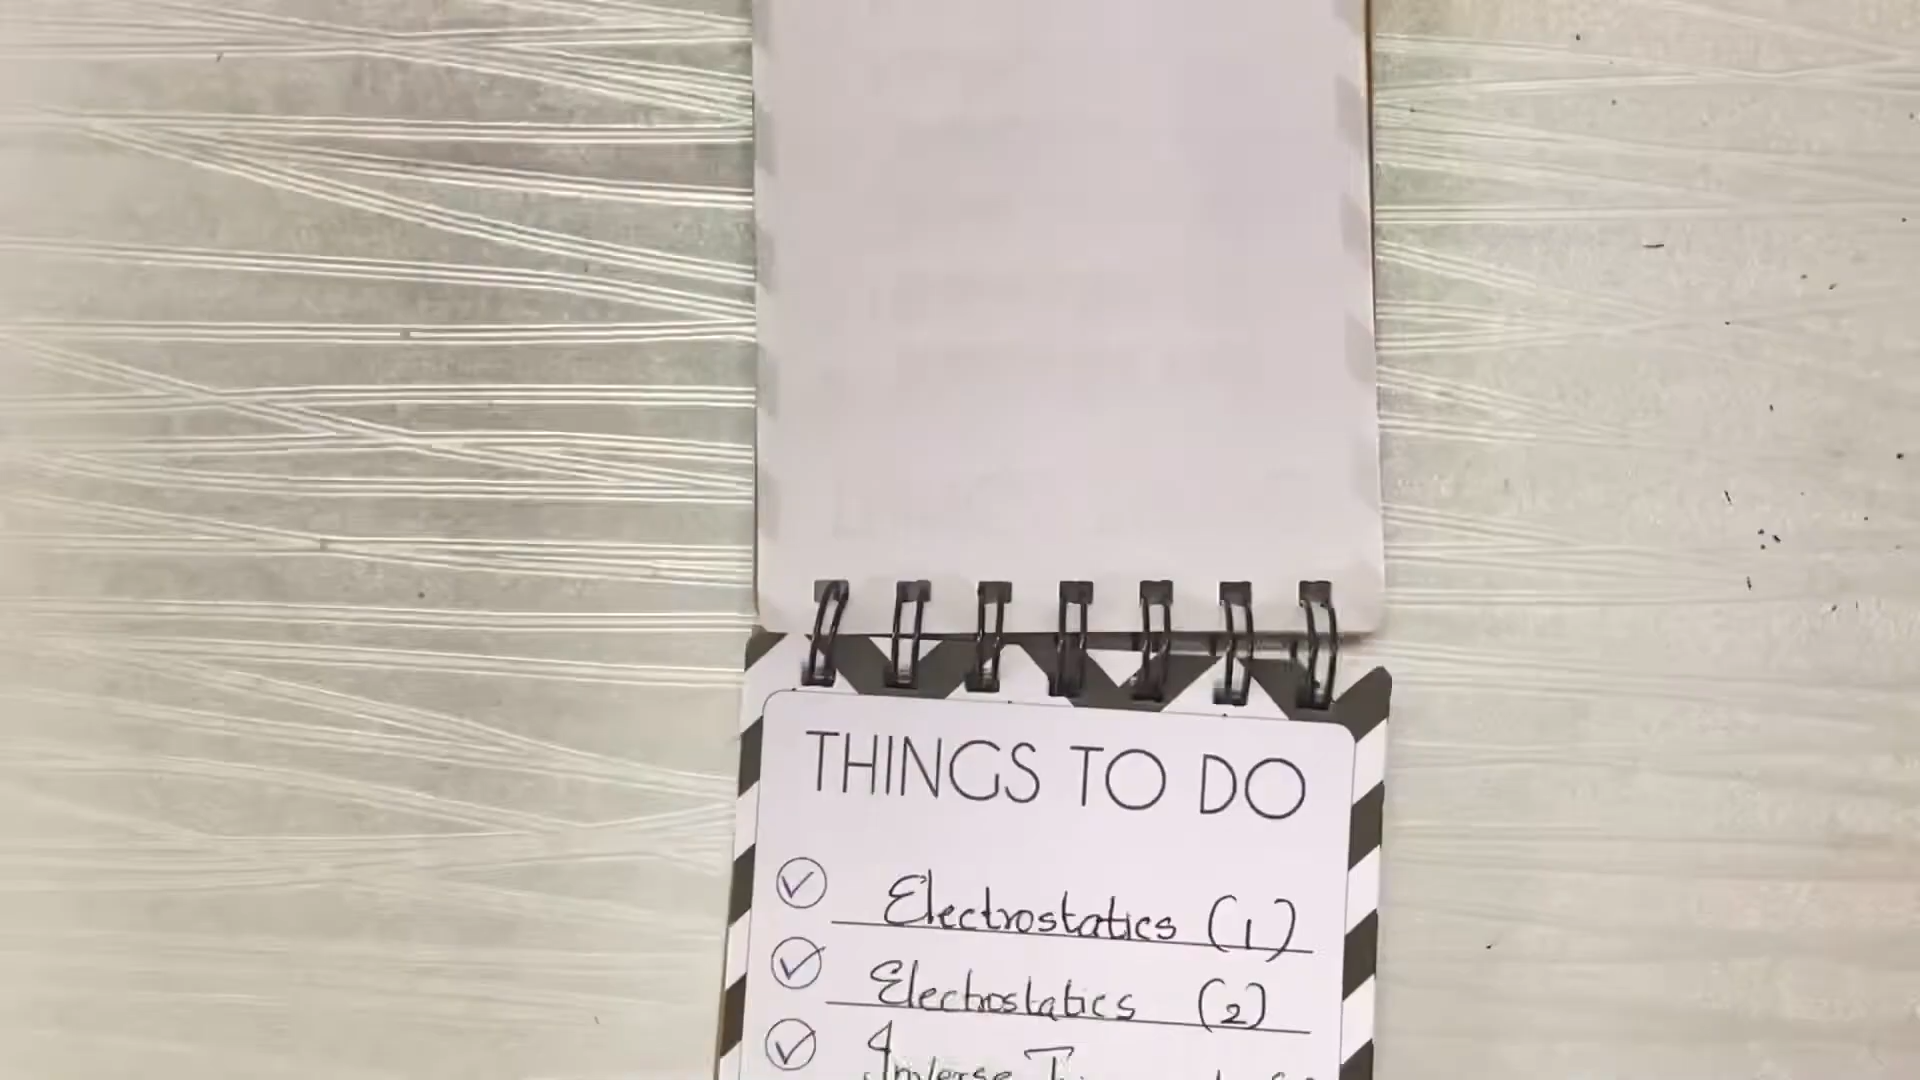 THINGS TO DO
Electrostatics (1)
Electrostatics (2)
Inverse